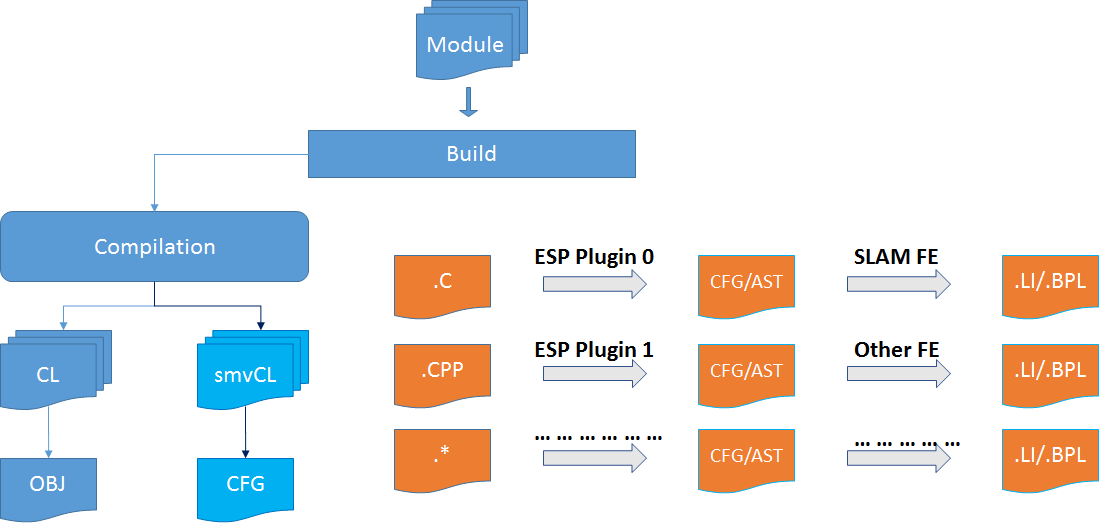 Module
Build
Compilation
CL
smvCL
OBJ
CFG
ESP Plugin 0
SLAM FE
.C
CFG/AST
.LI/.BPL
ESP Plugin 1
Other FE
.CPP
CFG/AST
.LI/.BPL
... ... ... ... ... ...
... ... ... ... ...
.*
CFG/AST
.LI/.BPL